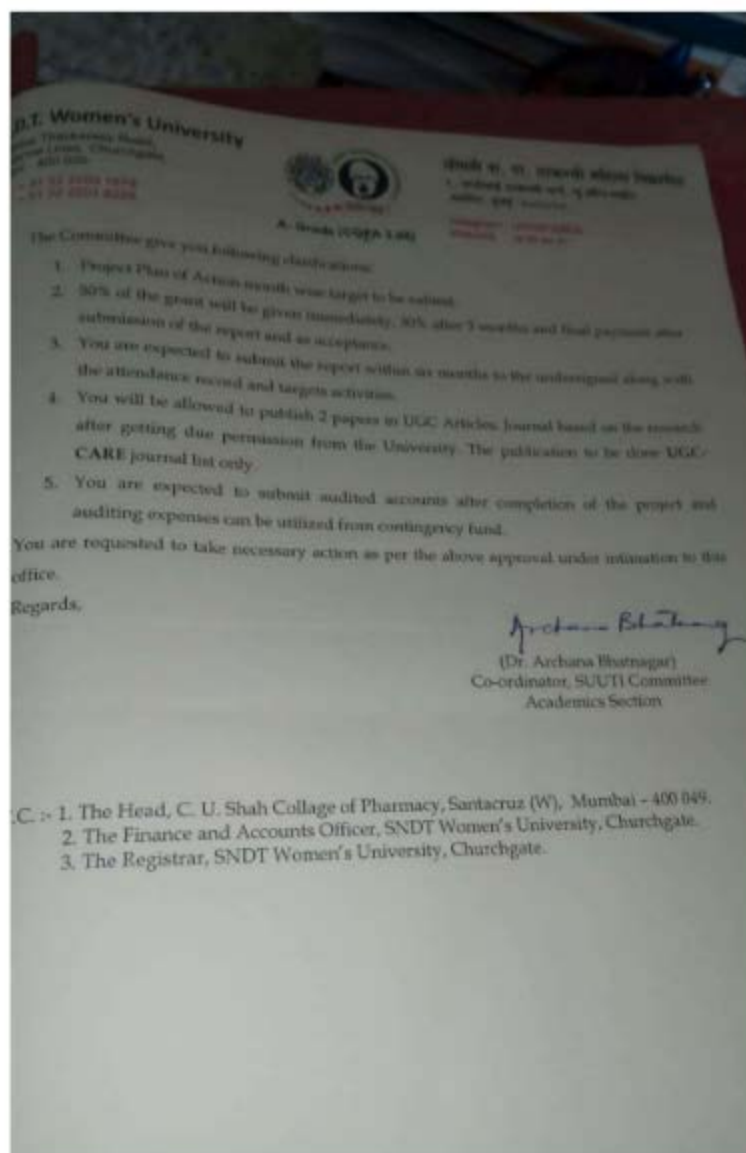 D.T. Women's University
Thackersey Road,
Lines, Churchgate,
400 020.
A- Grade (CGPA
The Committee give you following clarifications:
1. Project Plan of Action month wise target to be submit.
2. 50% of the grant will be given immediately, 30% after 3 months and final payment after
submission of the report and as acceptance.
3. You are expected to submit the report within six months to the undersigned along with
the attendance record and targets activities.
4. You will be allowed to publish 2 papers in UGC Articles Journal based on the research
after getting due permission from the University. The publication to be done UGC-
CARE journal list only.
5. You are expected to submit audited accounts after completion of the project and
auditing expenses can be utilized from contingency fund.
You are requested to take necessary action as per the above approval under intimation to this
office.
Regards,
Archana Bhatnagar
(Dr. Archana Bhatnagar)
Co-ordinator, SUUTI Committee
Academics Section
.C. :- 1. The Head, C. U. Shah Collage of Pharmacy, Santacruz (W), Mumbai – 400 049.
2. The Finance and Accounts Officer, SNDT Women's University, Churchgate.
3. The Registrar, SNDT Women's University, Churchgate.